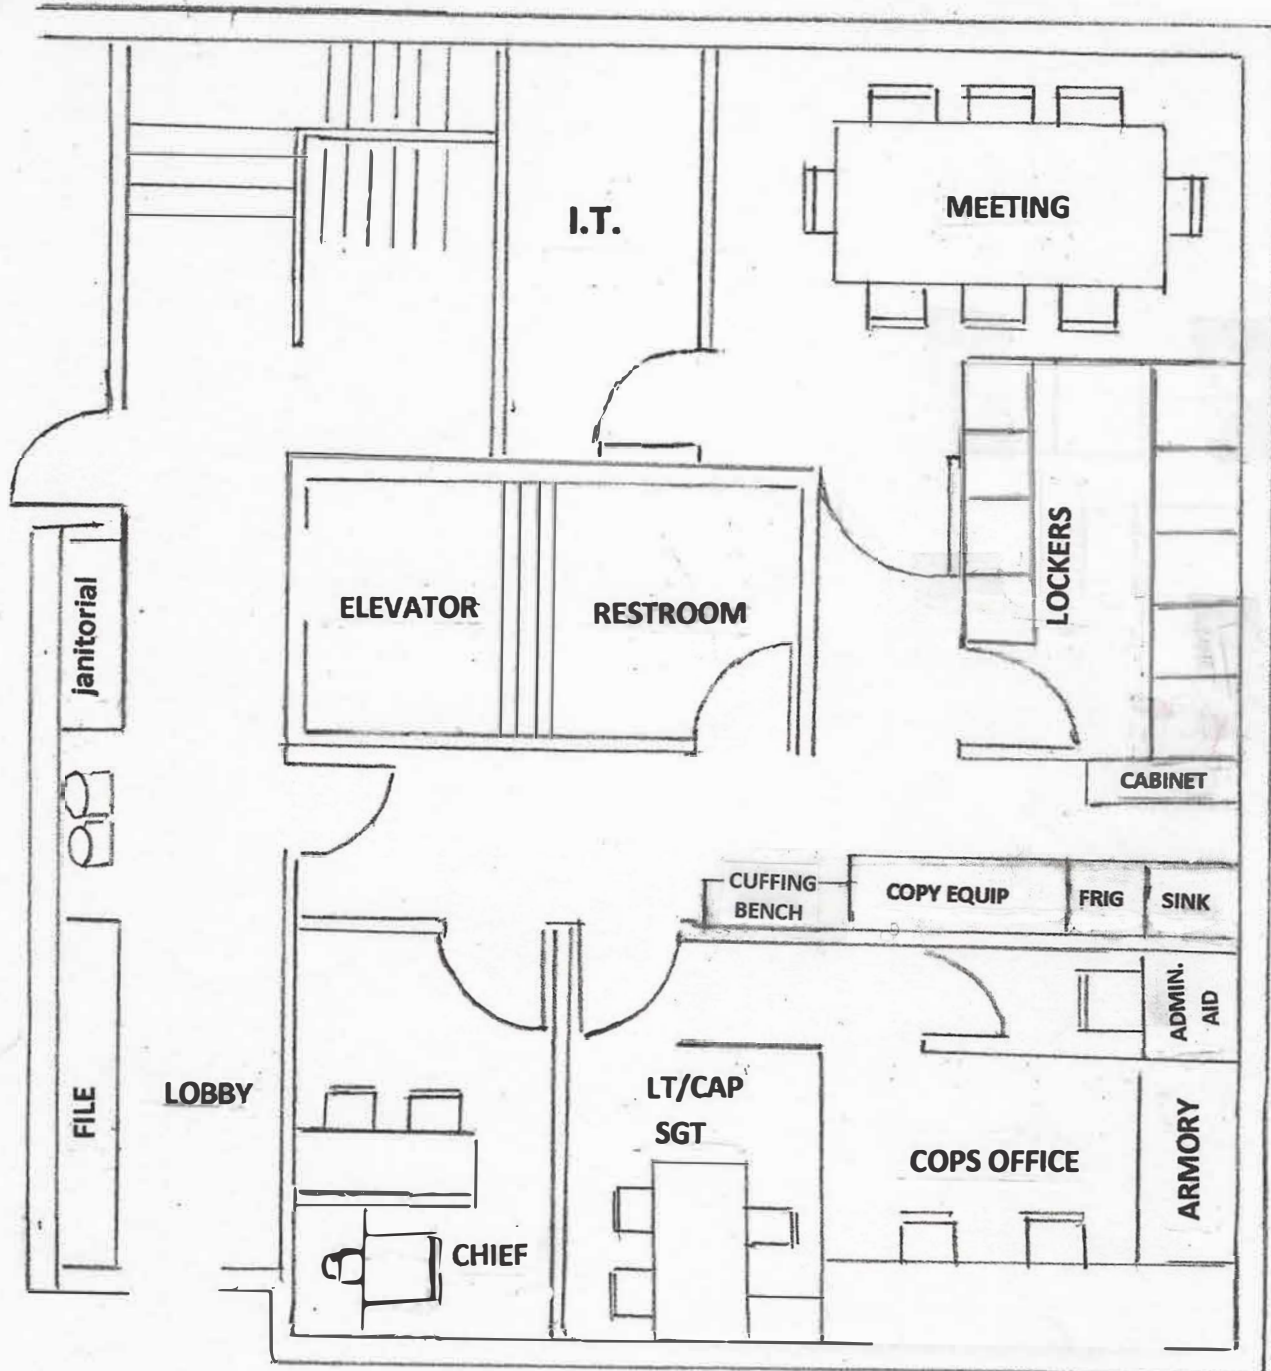 MEETING
I.T.
LOCKERS
janitorial
ELEVATOR
RESTROOM
CABINET
CUFFING
BENCH
COPY EQUIP
FRIG
SINK
ADMIN.
AID
FILE
LOBBY
LT/CAP
SGT
COPS OFFICE
ARMORY
CHIEF